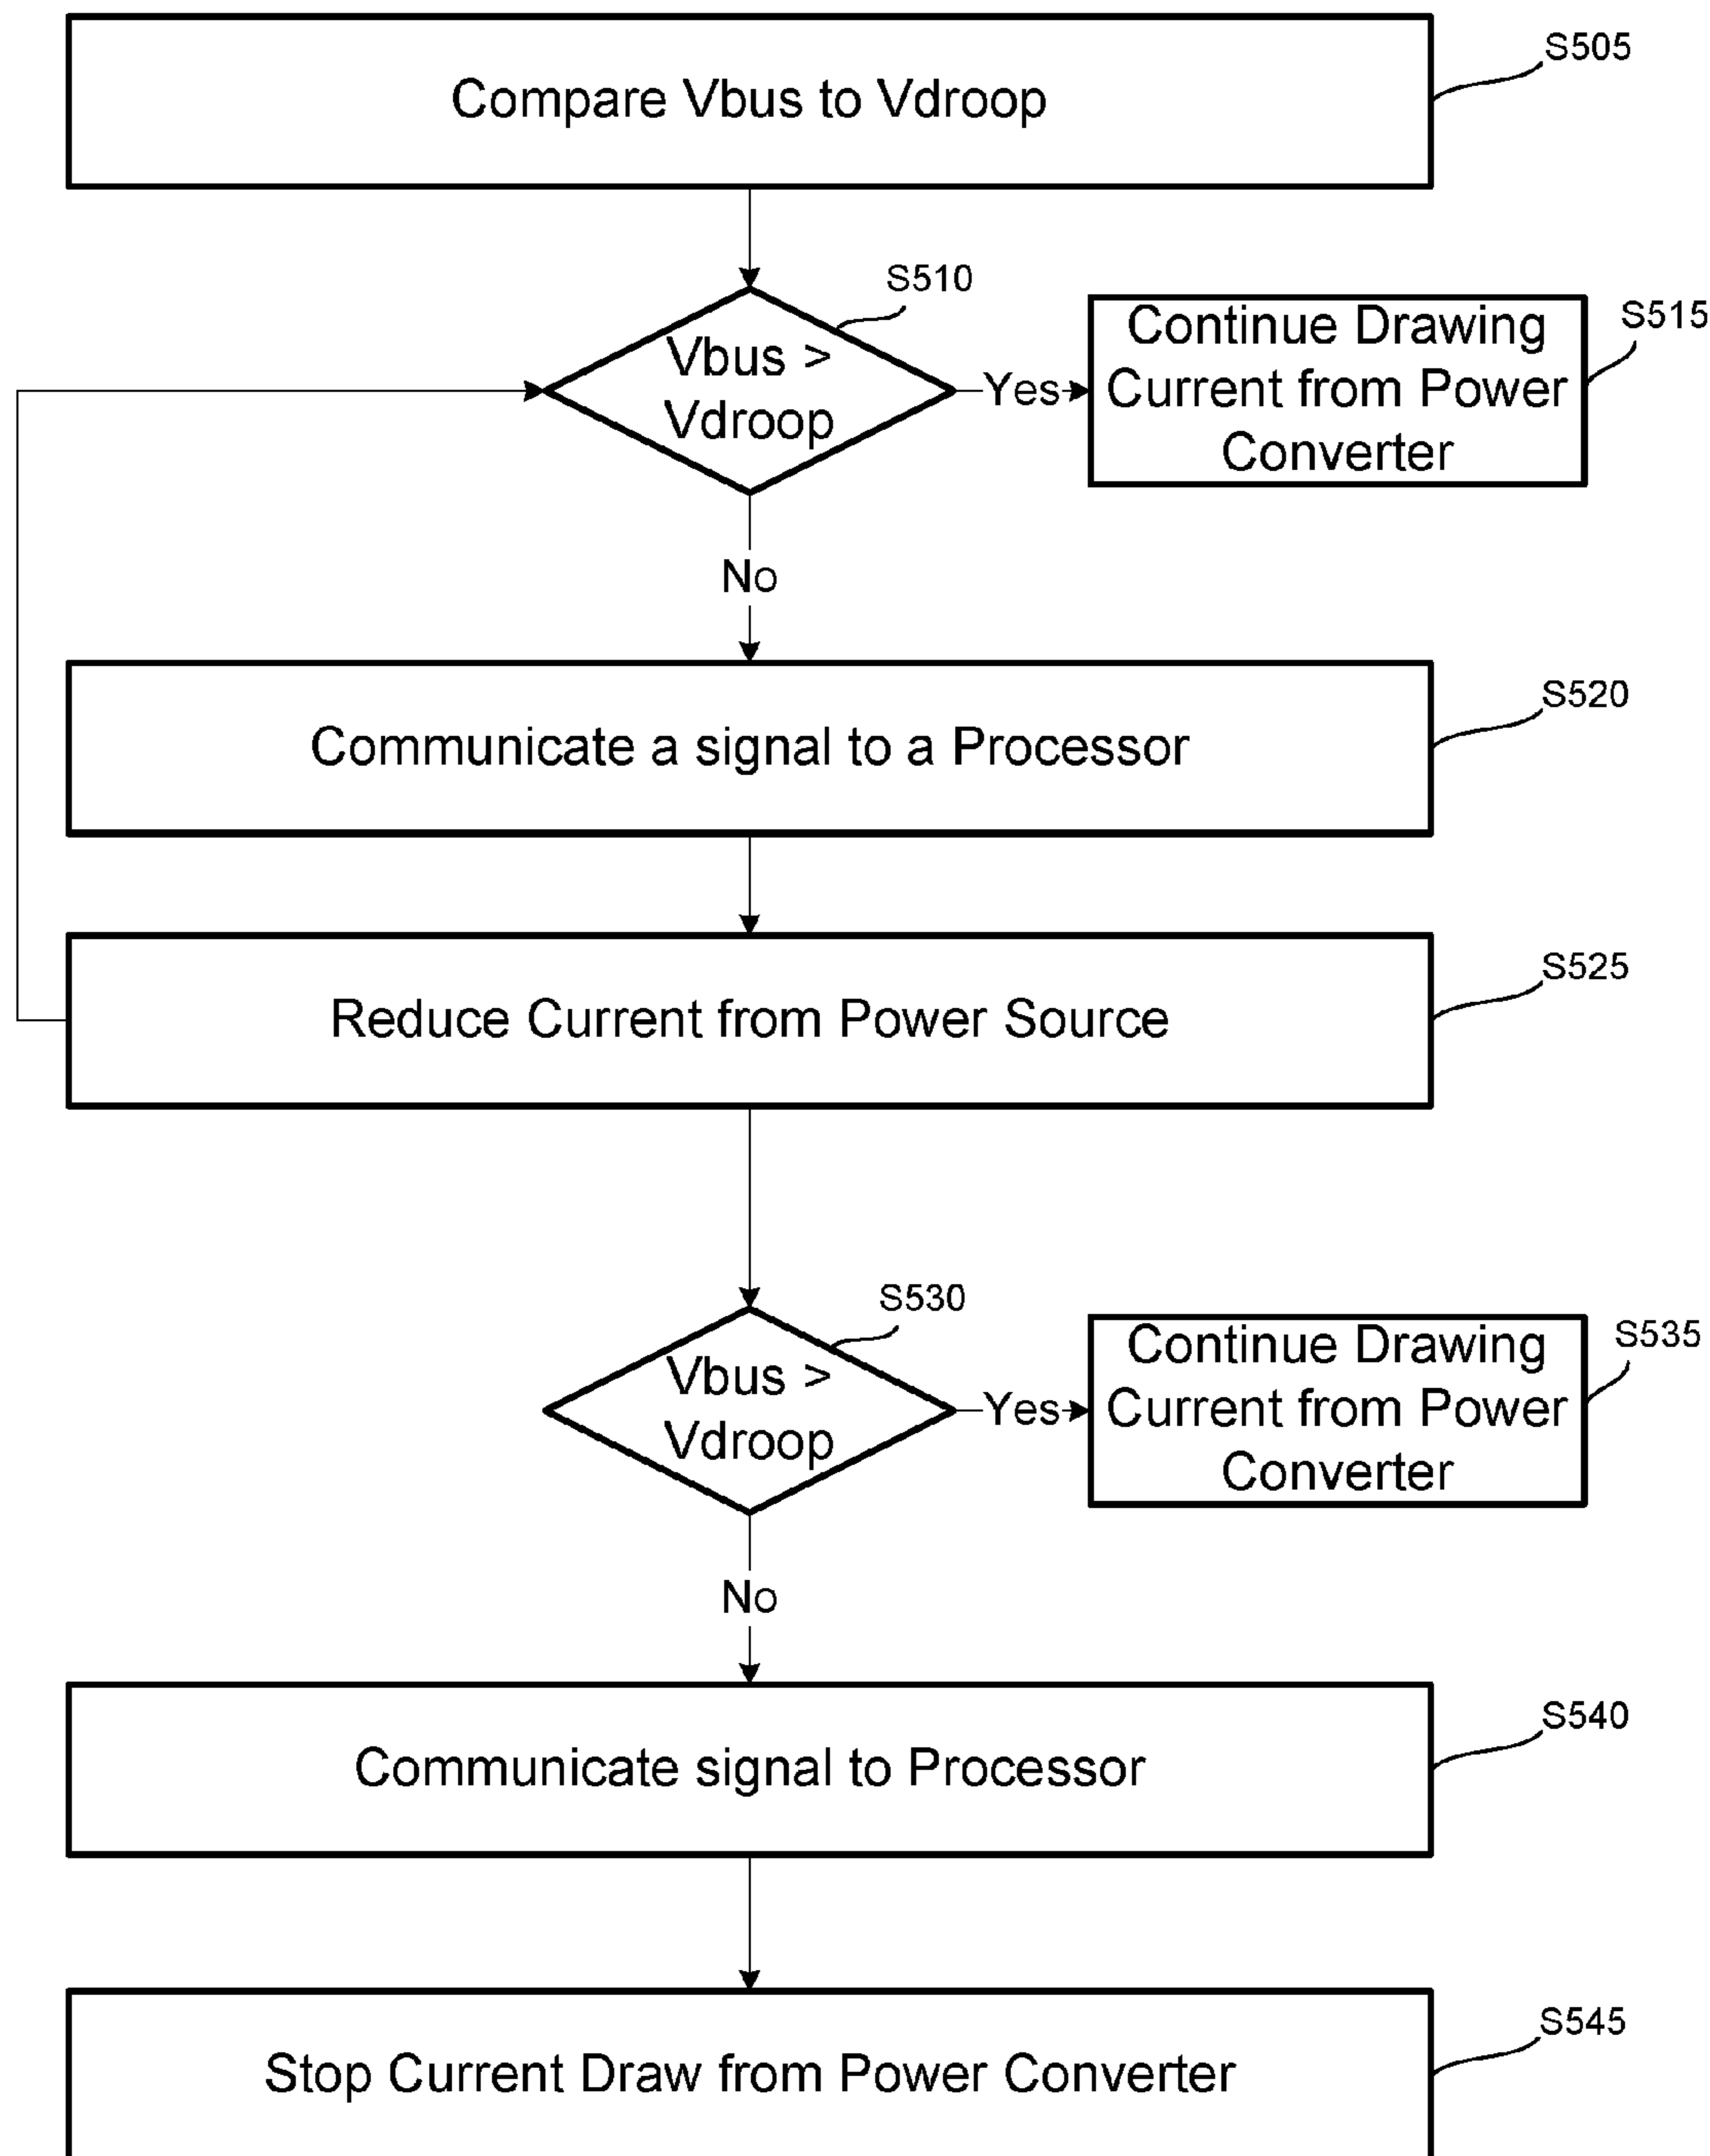 Compare Vbus to Vdroop
S505
S510
Vbus >
Vdroop
Yes
Continue Drawing
Current from Power
Converter
S515
No
Communicate a signal to a Processor
S520
Reduce Current from Power Source
S525
S530
Vbus >
Vdroop
Yes
Continue Drawing
Current from Power
Converter
S535
No
Communicate signal to Processor
S540
Stop Current Draw from Power Converter
S545